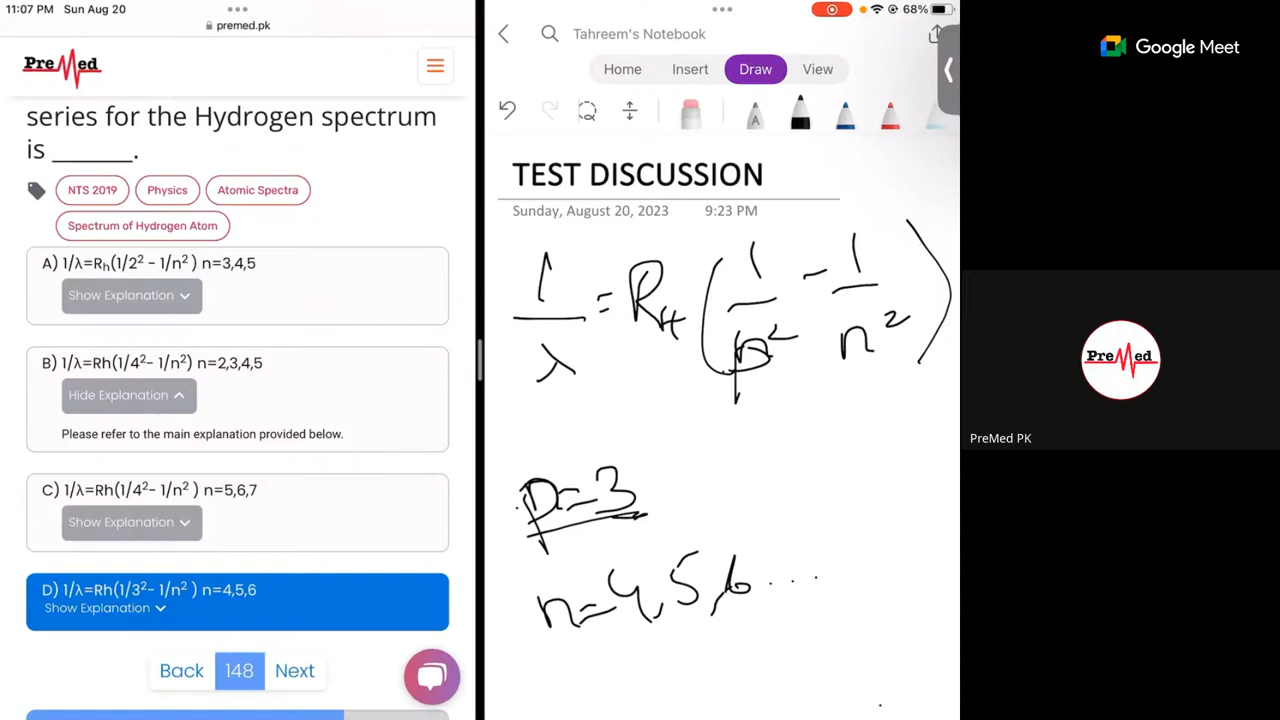 11:07 PM Sun Aug 20
premed.pk
PreMed
series for the Hydrogen spectrum
is _______.
NTS 2019
Physics
Atomic Spectra
Spectrum of Hydrogen Atom
A) 1/λ=Rₕ(1/2² - 1/n² ) n=3,4,5
Show Explanation
B) 1/λ=Rh(1/4²- 1/n²) n=2,3,4,5
Hide Explanation
Please refer to the main explanation provided below.
C) 1/λ=Rh(1/4²- 1/n² ) n=5,6,7
Show Explanation
D) 1/λ=Rh(1/3²- 1/n² ) n=4,5,6
Show Explanation
Back 148 Next
68%
Tahreem's Notebook
Home Insert Draw View
A
TEST DISCUSSION
Sunday, August 20, 2023 9:23 PM
1/λ = R_H (1/p² - 1/n²)
p=3
n=4,5,6...
Google Meet
PreMed
PreMed PK